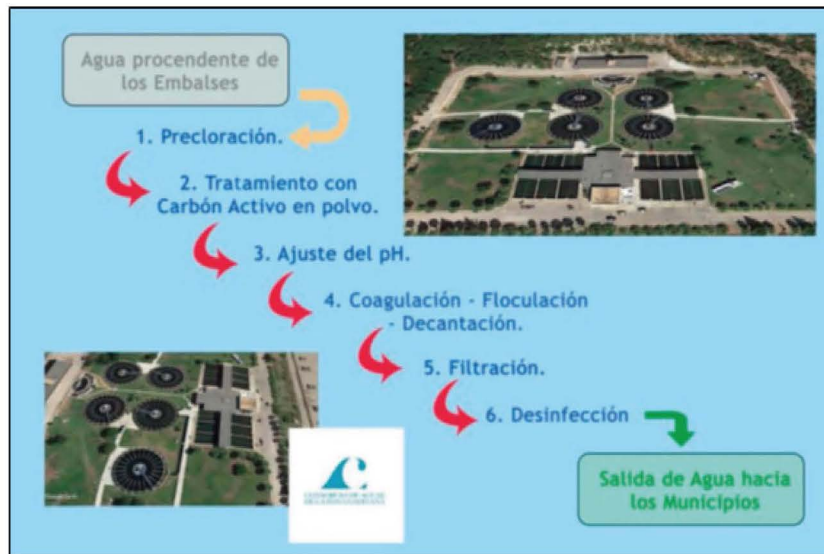 Agua procendente de
los Embalses
1. Precloración.
2. Tratamiento con
Carbón Activo en polvo.
3. Ajuste del pH.
4. Coagulación - Floculación
- Decantación.
5. Filtración.
6. Desinfección
Salida de Agua hacia
los Municipios